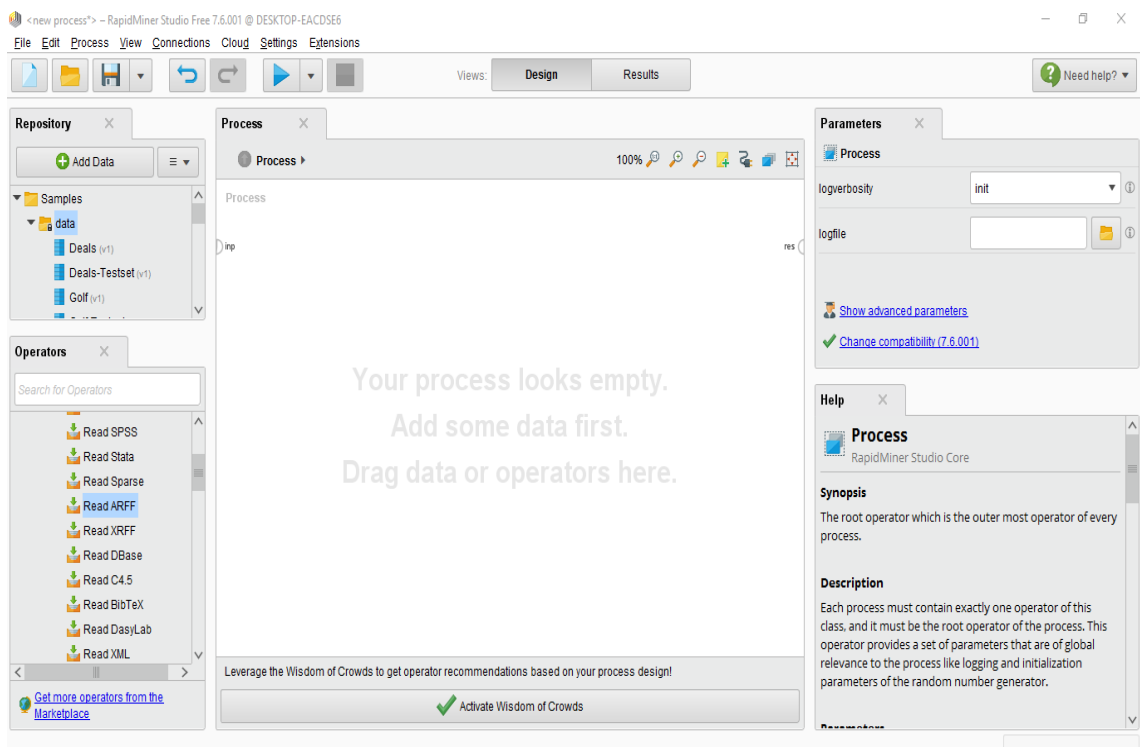 <new process*> – RapidMiner Studio Free 7.6.001 @ DESKTOP-EACDSE6
File Edit Process View Connections Cloud Settings Extensions
Views: Design Results Need help?
Repository
Add Data
Samples
data
Deals (v1)
Deals-Testset (v1)
Golf (v1)
Operators
Search for Operators
Read SPSS
Read Stata
Read Sparse
Read ARFF
Read XRFF
Read DBase
Read C4.5
Read BibTeX
Read DasyLab
Read XML
Get more operators from the
Marketplace
Process
Process
100%
Process
inp
res
Your process looks empty.
Add some data first.
Drag data or operators here.
Leverage the Wisdom of Crowds to get operator recommendations based on your process design!
Activate Wisdom of Crowds
Parameters
Process
logverbosity init
logfile
Show advanced parameters
Change compatibility (7.6.001)
Help
Process
RapidMiner Studio Core
Synopsis
The root operator which is the outer most operator of every
process.
Description
Each process must contain exactly one operator of this
class, and it must be the root operator of the process. This
operator provides a set of parameters that are of global
relevance to the process like logging and initialization
parameters of the random number generator.